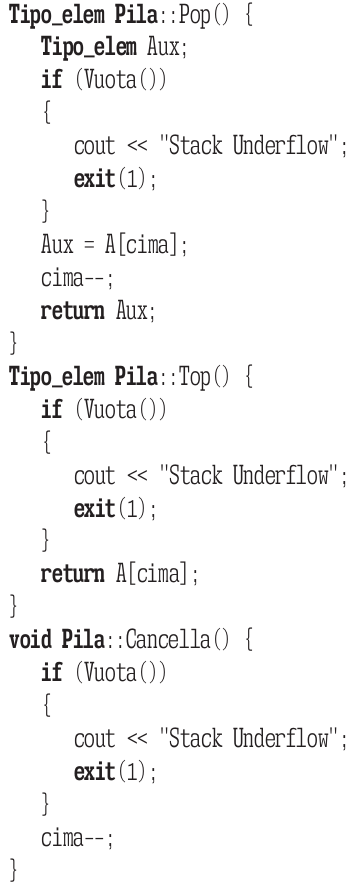 Tipo_elem Pila::Pop() {
   Tipo_elem Aux;
   if (Vuota())
   {
      cout << "Stack Underflow";
      exit(1);
   }
   Aux = A[cima];
   cima--;
   return Aux;
}
Tipo_elem Pila::Top() {
   if (Vuota())
   {
      cout << "Stack Underflow";
      exit(1);
   }
   return A[cima];
}
void Pila::Cancella() {
   if (Vuota())
   {
      cout << "Stack Underflow";
      exit(1);
   }
   cima--;
}